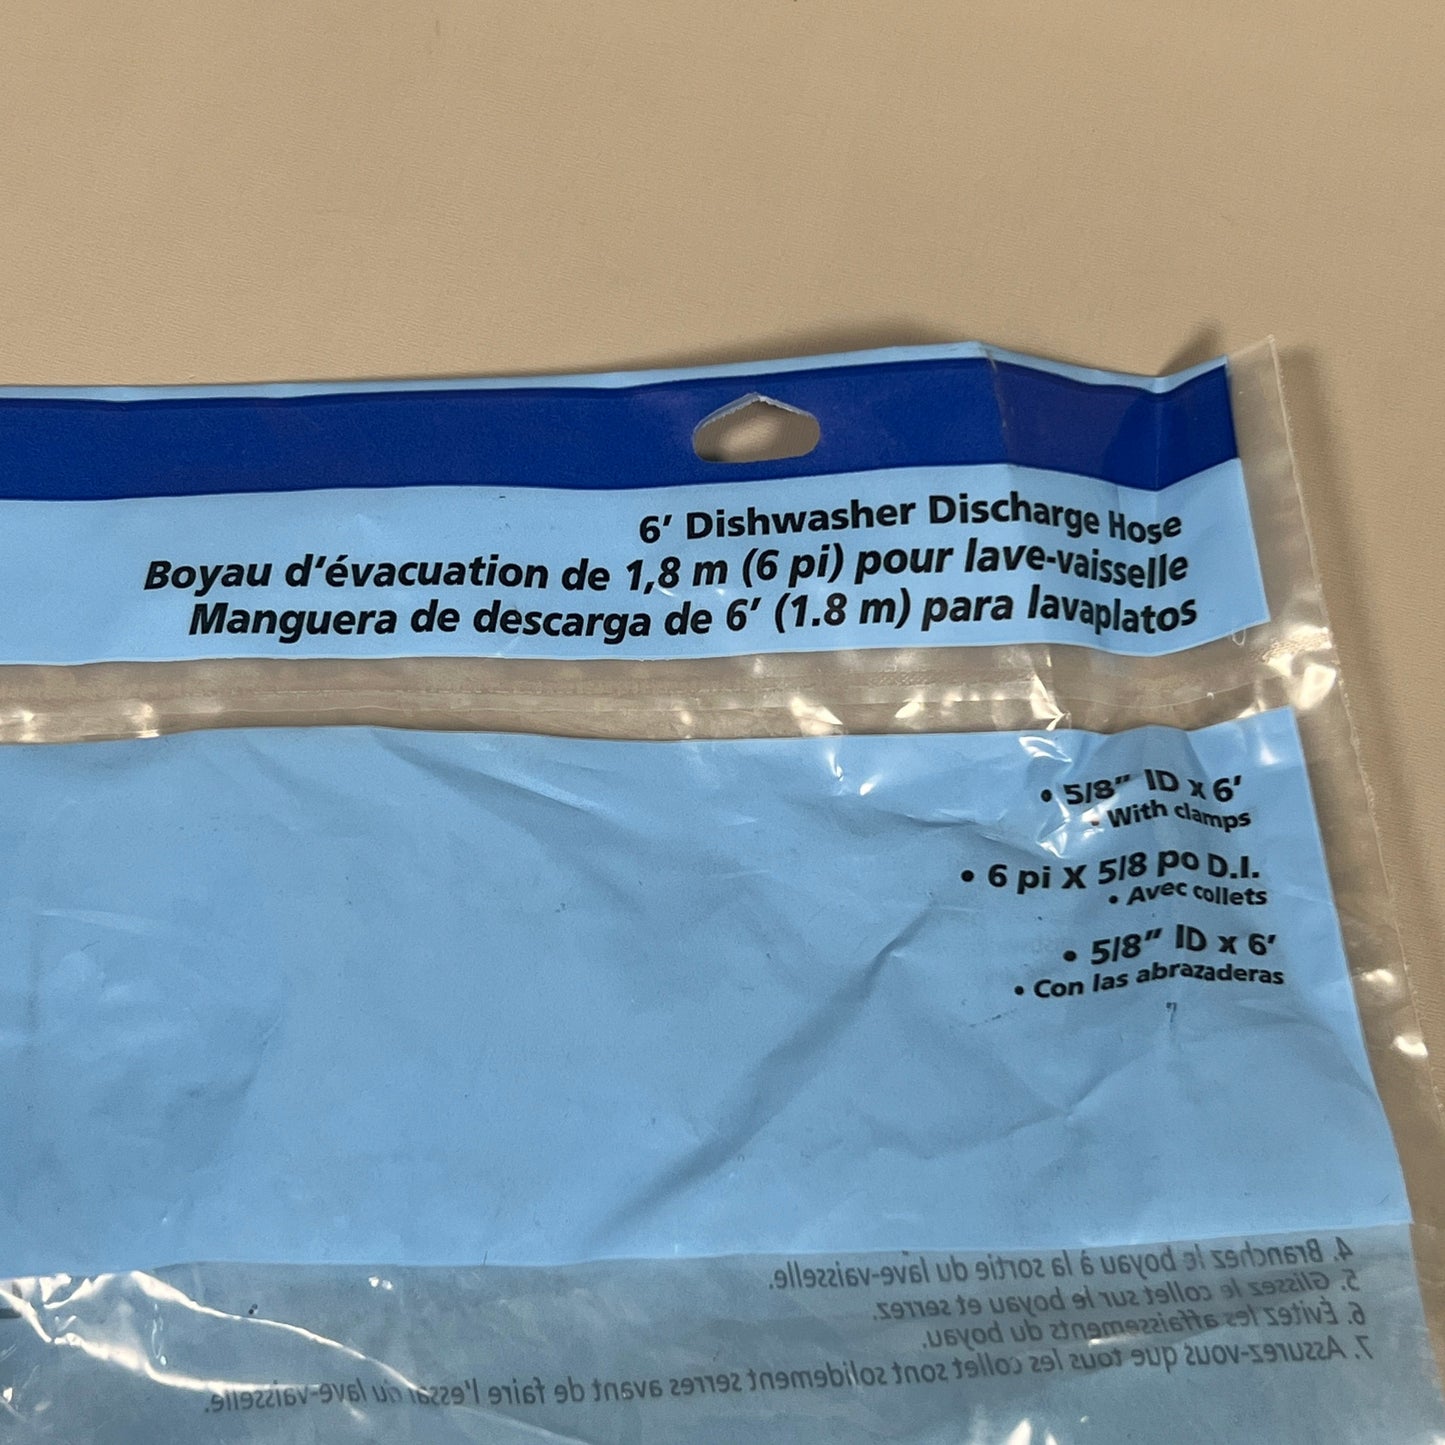 6' Dishwasher Discharge Hose
Boyau d'évacuation de 1,8 m (6 pi) pour lave-vaisselle
Manguera de descarga de 6' (1.8 m) para lavaplatos
• 5/8" ID x 6'
• With clamps
• 6 pi X 5/8 po D.I.
• Avec collets
• 5/8" ID x 6'
• Con las abrazaderas
4. Branchez le boyau à la sortie du lave-vaisselle.
5. Glissez le collet sur le boyau et serrez.
6. Évitez les affaissements du boyau.
7. Assurez-vous que tous les collet sont solidement serres avant de faire l'essai du lave-vaisselle.